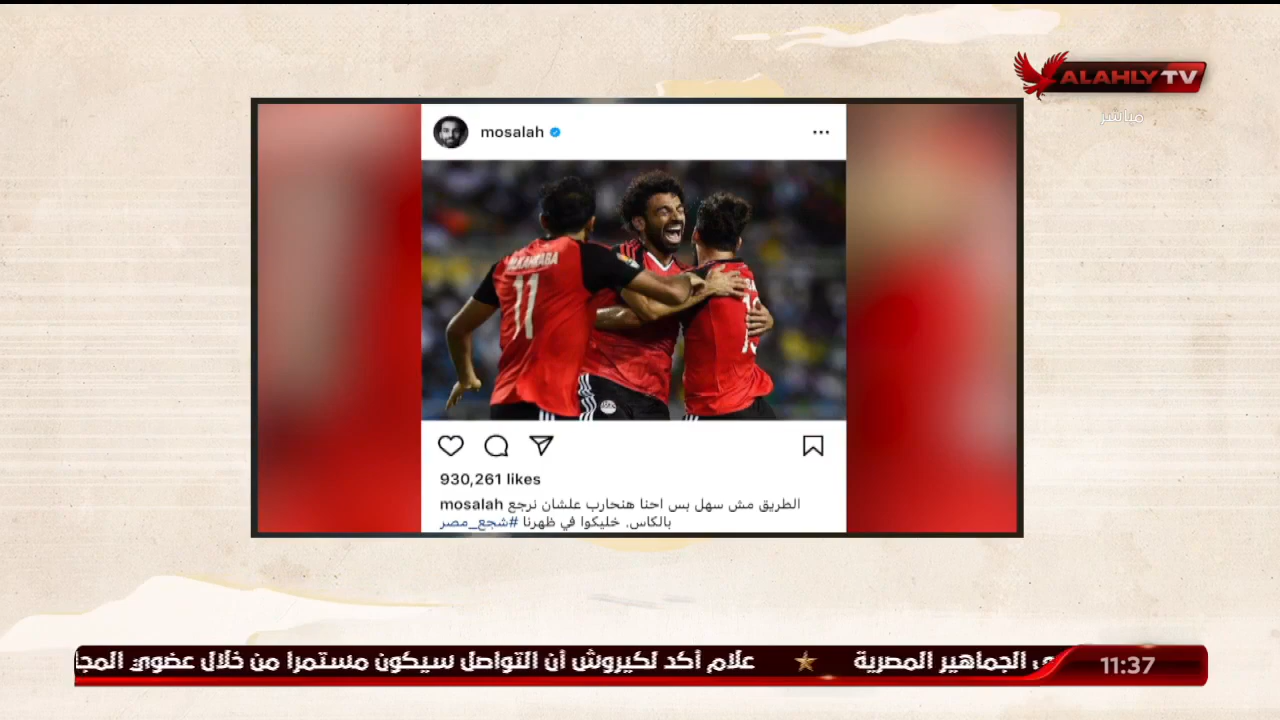 ALAHLY TV
مباشر
mosalah
11
930,261 likes
mosalah الطريق مش سهل بس احنا هنحارب علشان نرجع
بالكاس. خليكوا في ظهرنا #شجع_مصر
الجماهير المصرية ★ علام أكد لكيروش أن التواصل سيكون مستمرا من خلال عضوي
11:37